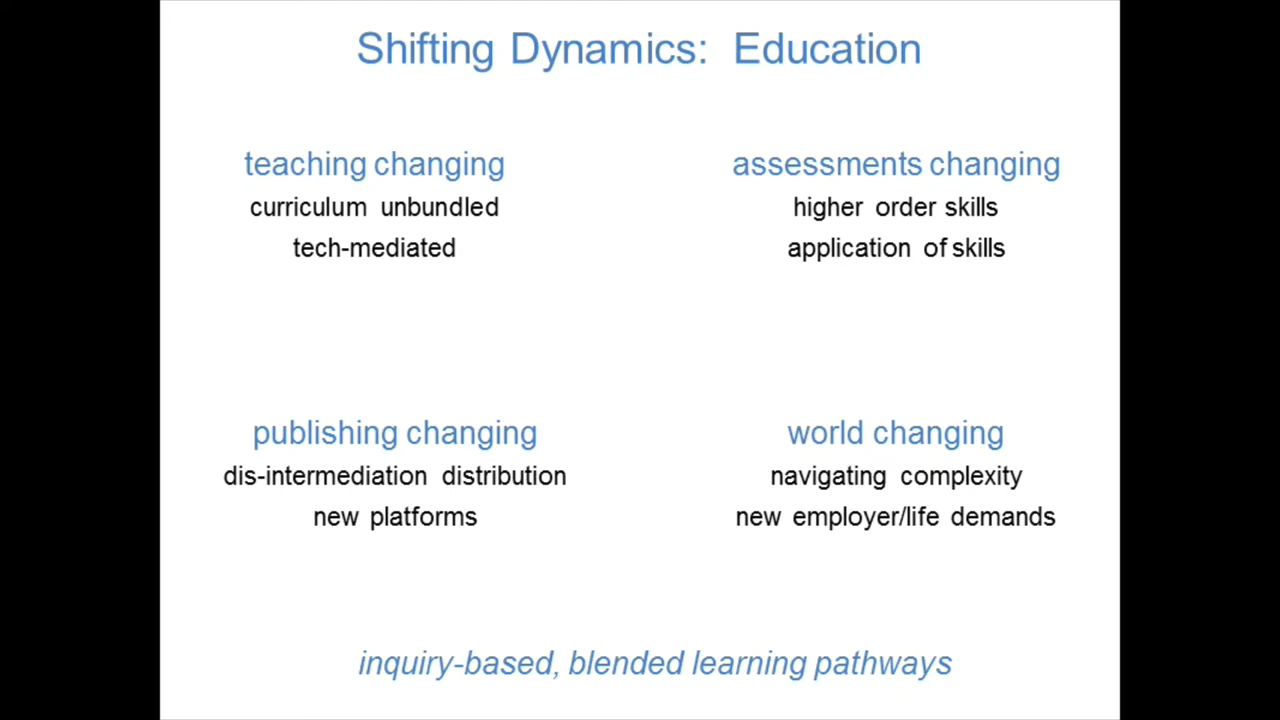 Shifting Dynamics: Education
teaching changing
curriculum unbundled
tech-mediated
assessments changing
higher order skills
application of skills
publishing changing
dis-intermediation distribution
new platforms
world changing
navigating complexity
new employer/life demands
inquiry-based, blended learning pathways